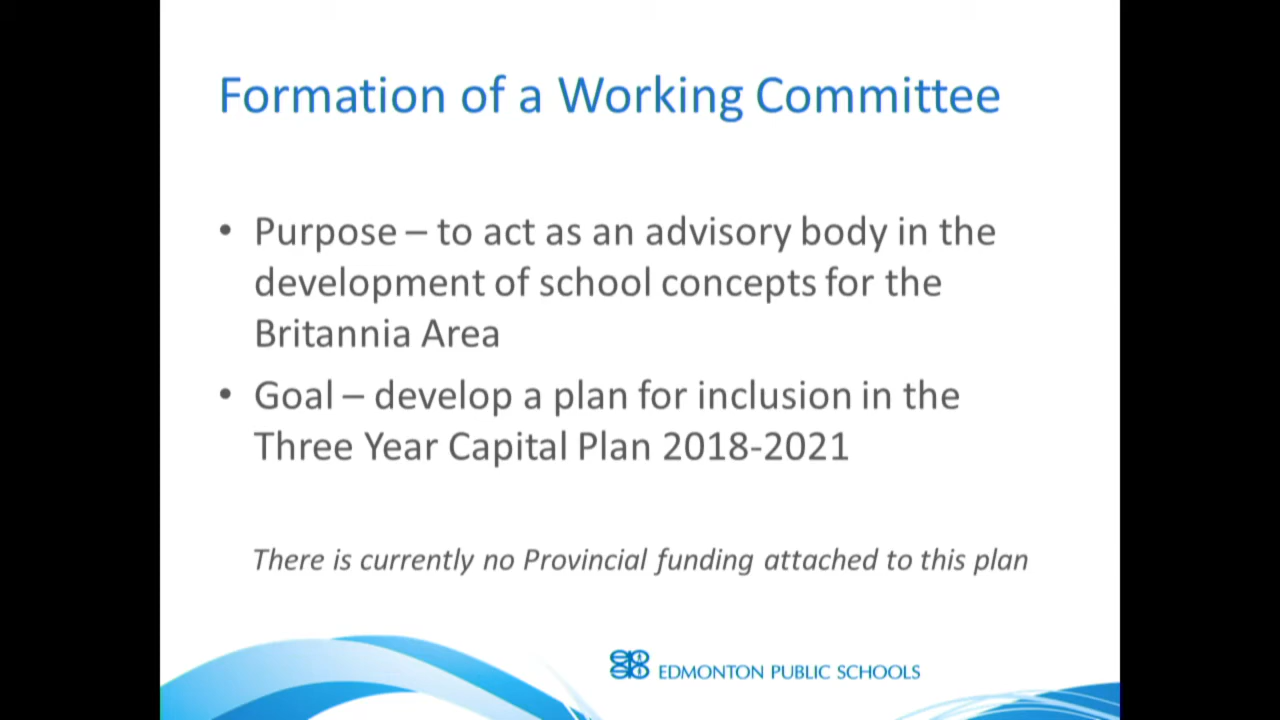 Formation of a Working Committee
• Purpose – to act as an advisory body in the
development of school concepts for the
Britannia Area
• Goal – develop a plan for inclusion in the
Three Year Capital Plan 2018-2021
There is currently no Provincial funding attached to this plan
EDMONTON PUBLIC SCHOOLS